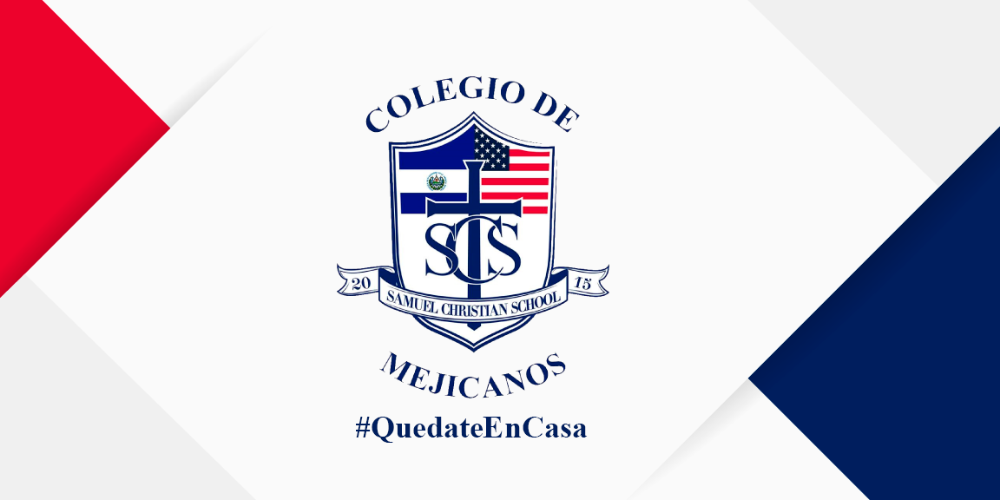 COLEGIO DE
SCS
20 15
SAMUEL CHRISTIAN SCHOOL
MEJICANOS
#QuedateEnCasa